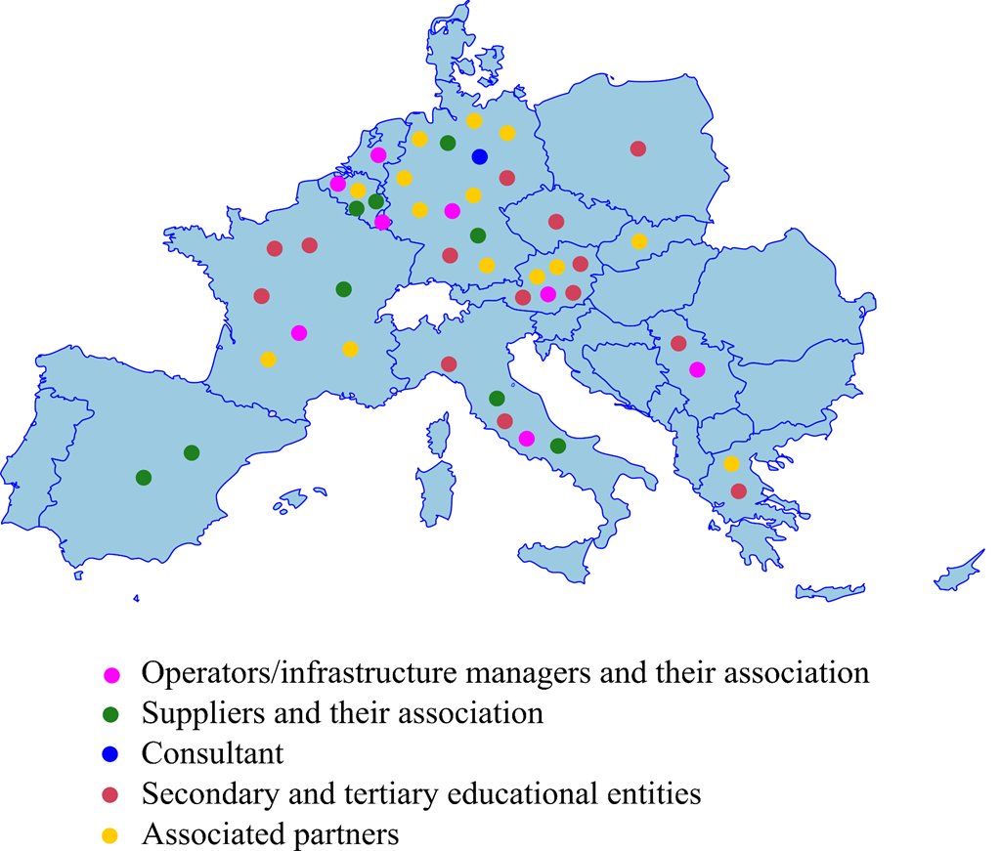 Operators/infrastructure managers and their association
Suppliers and their association
Consultant
Secondary and tertiary educational entities
Associated partners